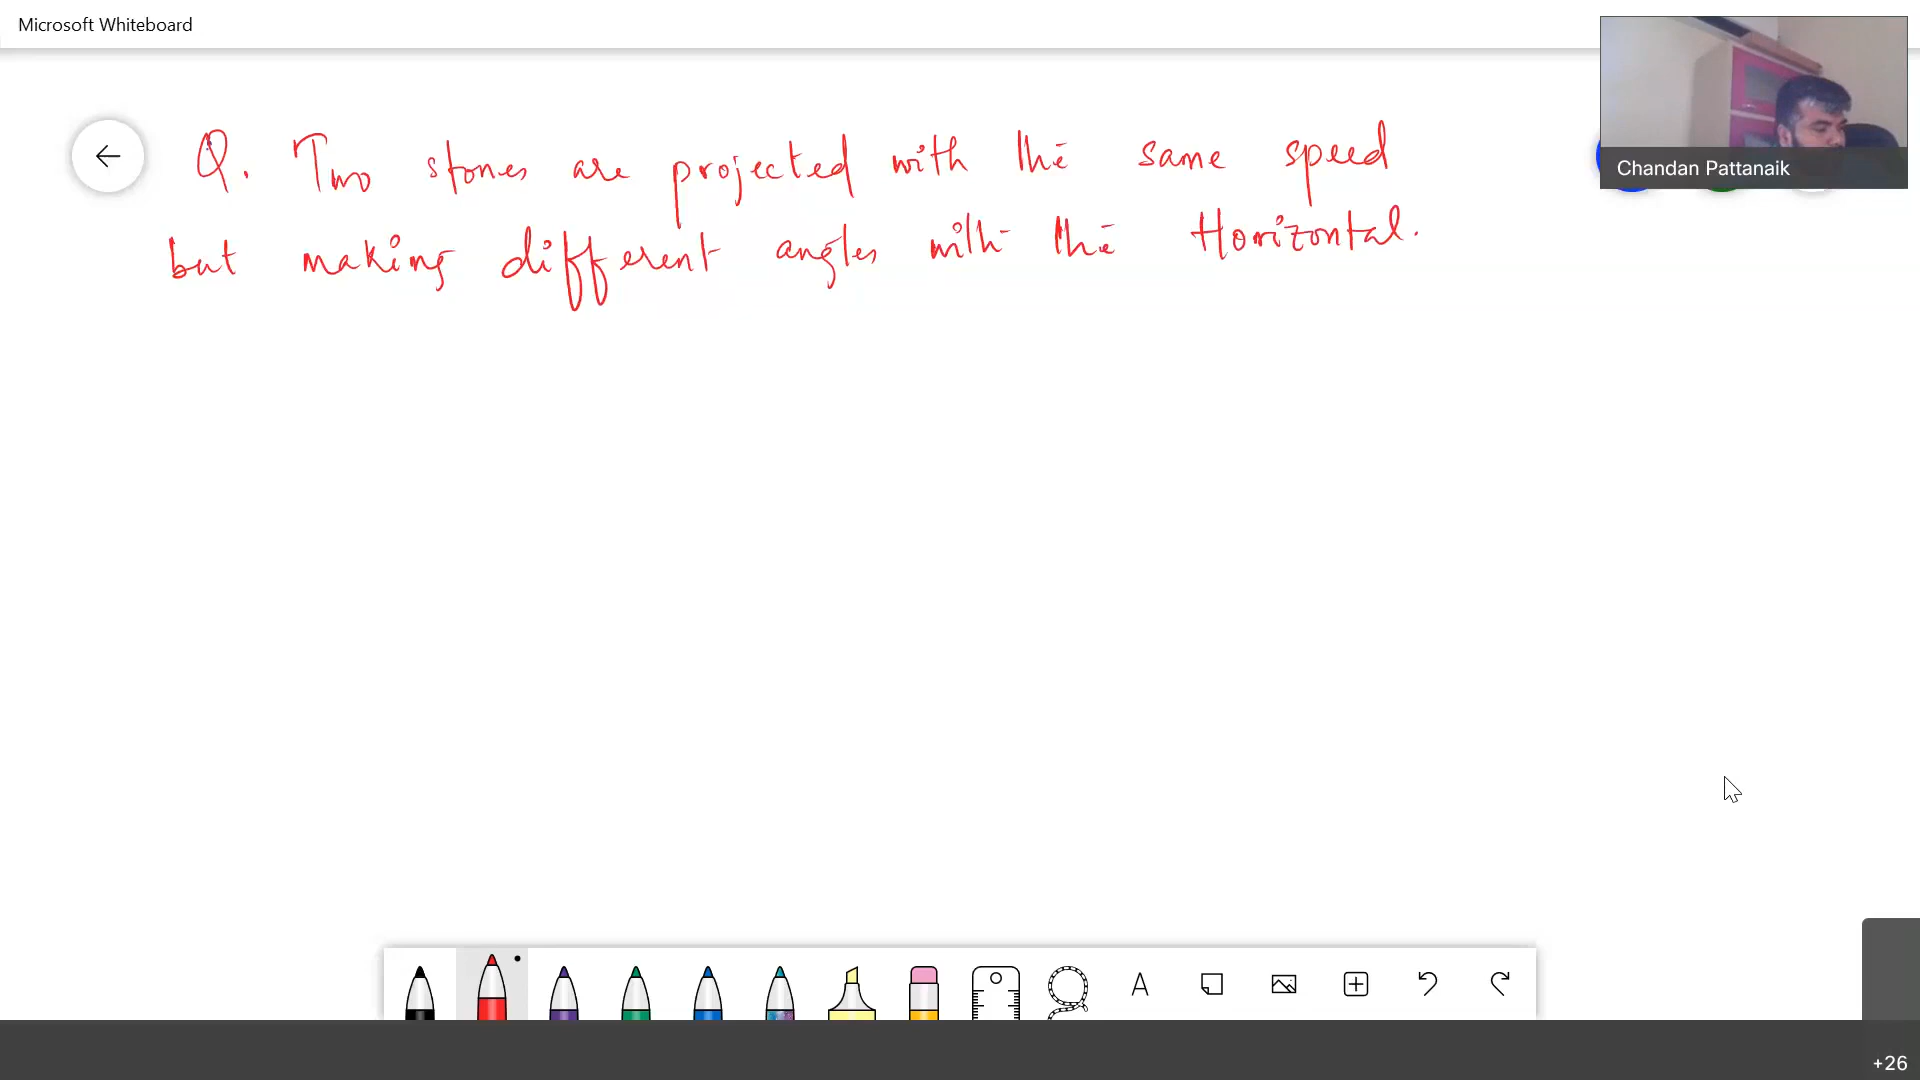 Microsoft Whiteboard
Q. Two stones are projected with the same speed
but making different angles with the Horizontal.
Chandan Pattanaik
+26